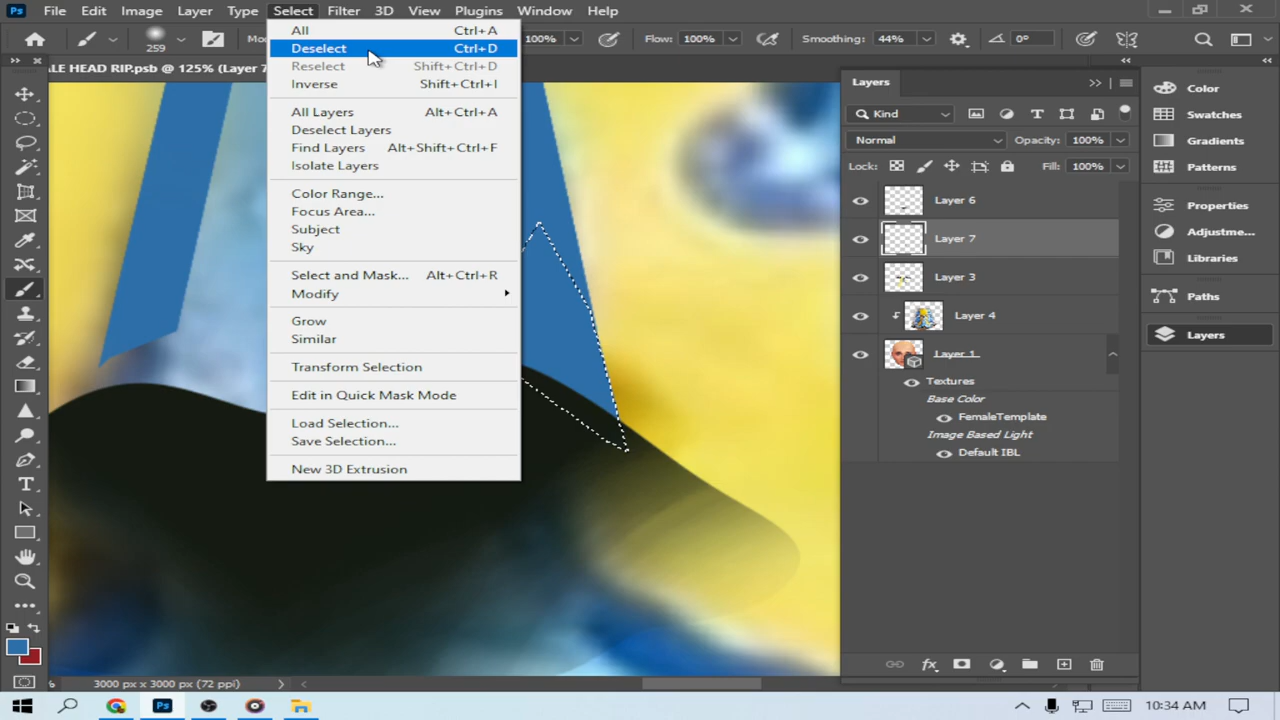 Ps File Edit Image Layer Type Select Filter 3D View Plugins Window Help
259 100% Flow: 100% Smoothing: 44% 0°
LE HEAD RIP.psb @ 125% (Layer 7
All Ctrl+A
Deselect Ctrl+D
Reselect Shift+Ctrl+D
Inverse Shift+Ctrl+I
All Layers Alt+Ctrl+A
Deselect Layers
Find Layers Alt+Shift+Ctrl+F
Isolate Layers
Color Range...
Focus Area...
Subject
Sky
Select and Mask... Alt+Ctrl+R
Modify
Grow
Similar
Transform Selection
Edit in Quick Mask Mode
Load Selection...
Save Selection...
New 3D Extrusion
Layers
Kind
Normal Opacity: 100%
Lock: Fill: 100%
Layer 6
Layer 7
Layer 3
Layer 4
Layer 1
Textures
Base Color
FemaleTemplate
Image Based Light
Default IBL
Color
Swatches
Gradients
Patterns
Properties
Adjustme...
Libraries
Paths
Layers
3000 px x 3000 px (72 ppi)
Ps 10:34 AM